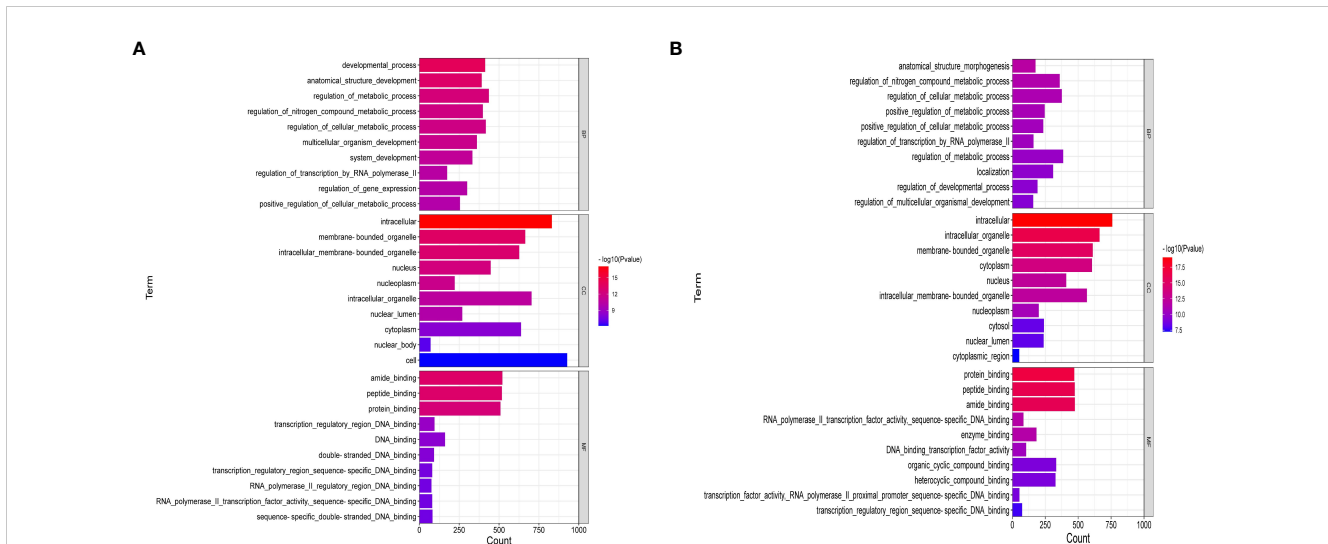 A
Term
developmental_process
anatomical_structure_development
regulation_of_metabolic_process
regulation_of_nitrogen_compound_metabolic_process
regulation_of_cellular_metabolic_process
multicellular_organism_development
system_development
regulation_of_transcription_by_RNA_polymerase_II
regulation_of_gene_expression
positive_regulation_of_cellular_metabolic_process
BP
intracellular
membrane- bounded_organelle
intracellular_membrane- bounded_organelle
nucleus
nucleoplasm
intracellular_organelle
nuclear_lumen
cytoplasm
nuclear_body
cell
CC
amide_binding
peptide_binding
protein_binding
transcription_regulatory_region_DNA_binding
DNA_binding
double- stranded_DNA_binding
transcription_regulatory_region_sequence- specific_DNA_binding
RNA_polymerase_II_regulatory_region_DNA_binding
RNA_polymerase_II_transcription_factor_activity,_sequence- specific_DNA_binding
sequence- specific_double- stranded_DNA_binding
MF
0 250 500 750 1000
Count
- log10(Pvalue)
15
12
9
B
Term
anatomical_structure_morphogenesis
regulation_of_nitrogen_compound_metabolic_process
regulation_of_cellular_metabolic_process
positive_regulation_of_metabolic_process
positive_regulation_of_cellular_metabolic_process
regulation_of_transcription_by_RNA_polymerase_II
regulation_of_metabolic_process
localization
regulation_of_developmental_process
regulation_of_multicellular_organismal_development
BP
intracellular
intracellular_organelle
membrane- bounded_organelle
cytoplasm
nucleus
intracellular_membrane- bounded_organelle
nucleoplasm
cytosol
nuclear_lumen
cytoplasmic_region
CC
protein_binding
peptide_binding
amide_binding
RNA_polymerase_II_transcription_factor_activity,_sequence- specific_DNA_binding
enzyme_binding
DNA_binding_transcription_factor_activity
organic_cyclic_compound_binding
heterocyclic_compound_binding
transcription_factor_activity,_RNA_polymerase_II_proximal_promoter_sequence- specific_DNA_binding
transcription_regulatory_region_sequence- specific_DNA_binding
MF
0 250 500 750 1000
Count
- log10(Pvalue)
17.5
15.0
12.5
10.0
7.5